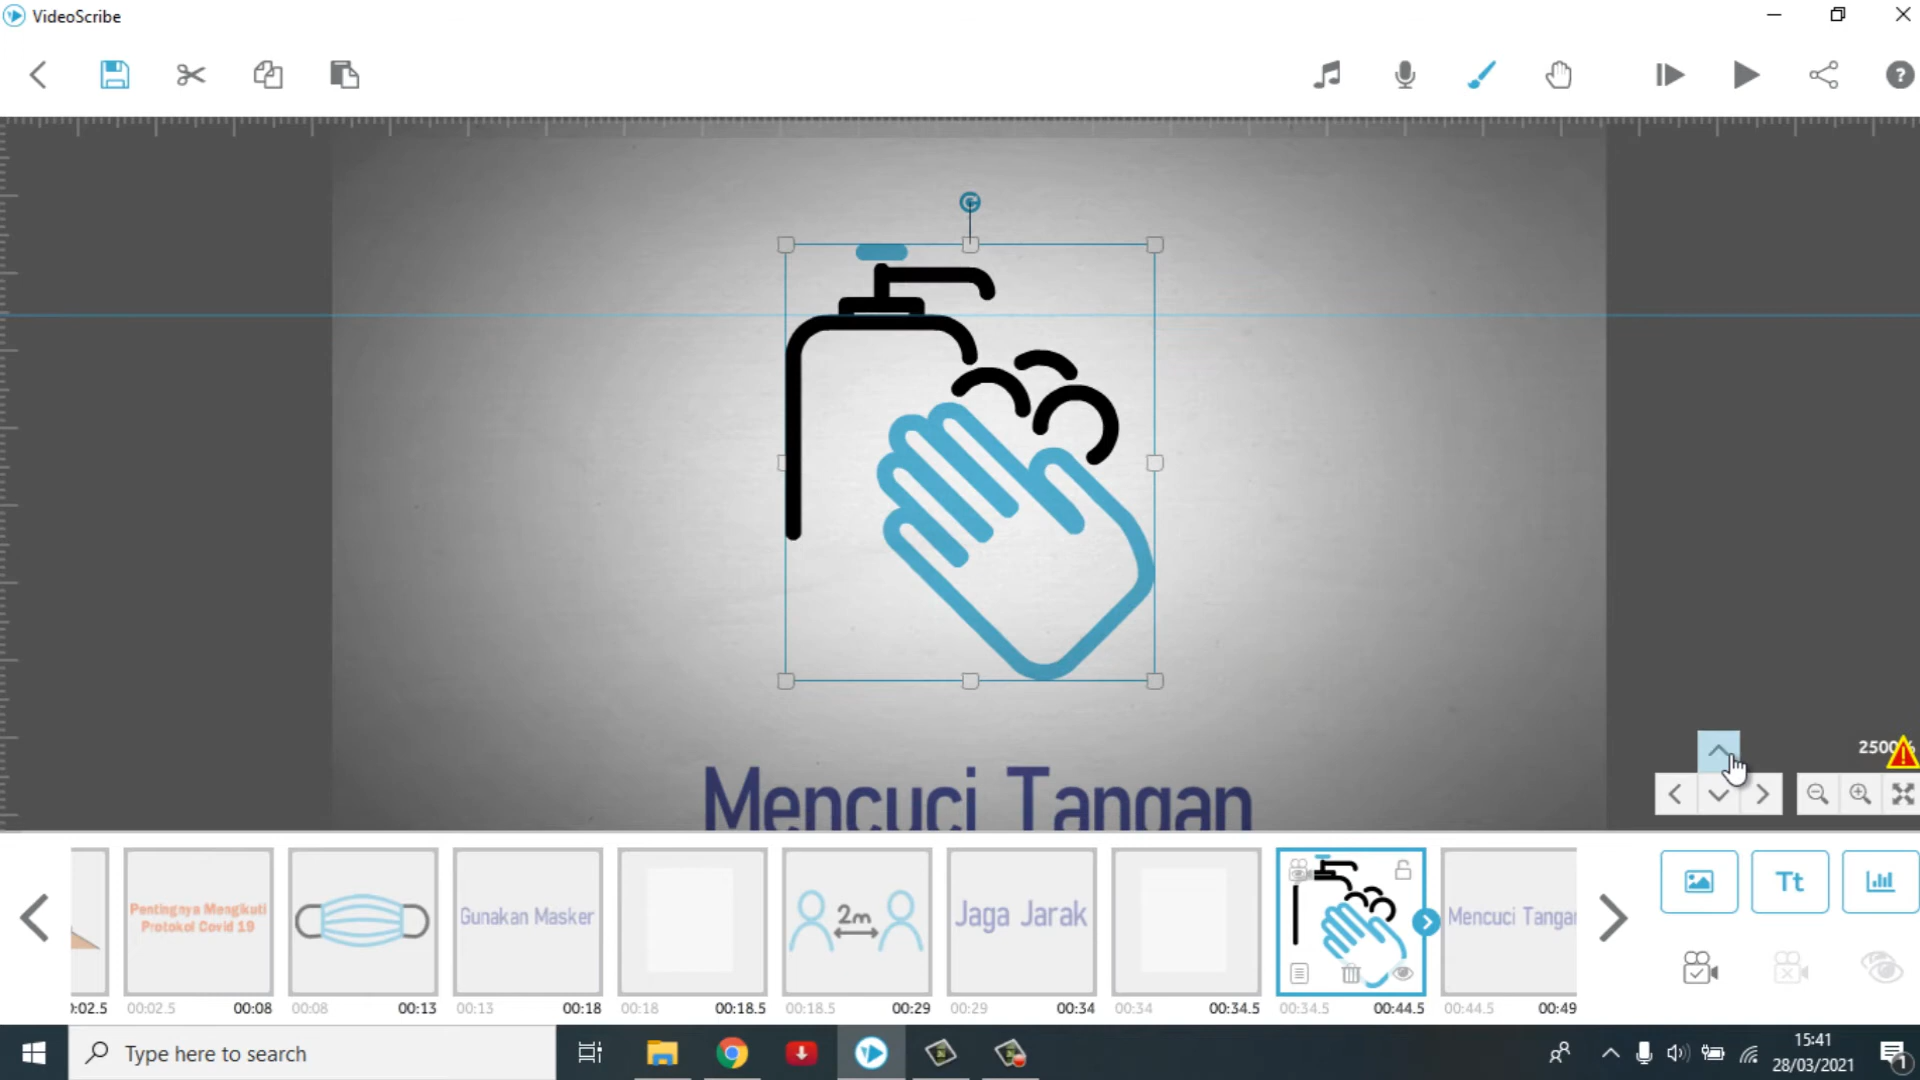 VideoScribe
Mencuci Tangan
2500%
Pentingnya Mengikuti
Protokol Covid 19
Gunakan Masker
2m
Jaga Jarak
Mencuci Tangan
Tt
00:02.5 00:08
00:08 00:13
00:13 00:18
00:18 00:18.5
00:18.5 00:29
00:29 00:34
00:34 00:34.5
00:34.5 00:44.5
00:44.5 00:49
Type here to search
15:41
28/03/2021
1